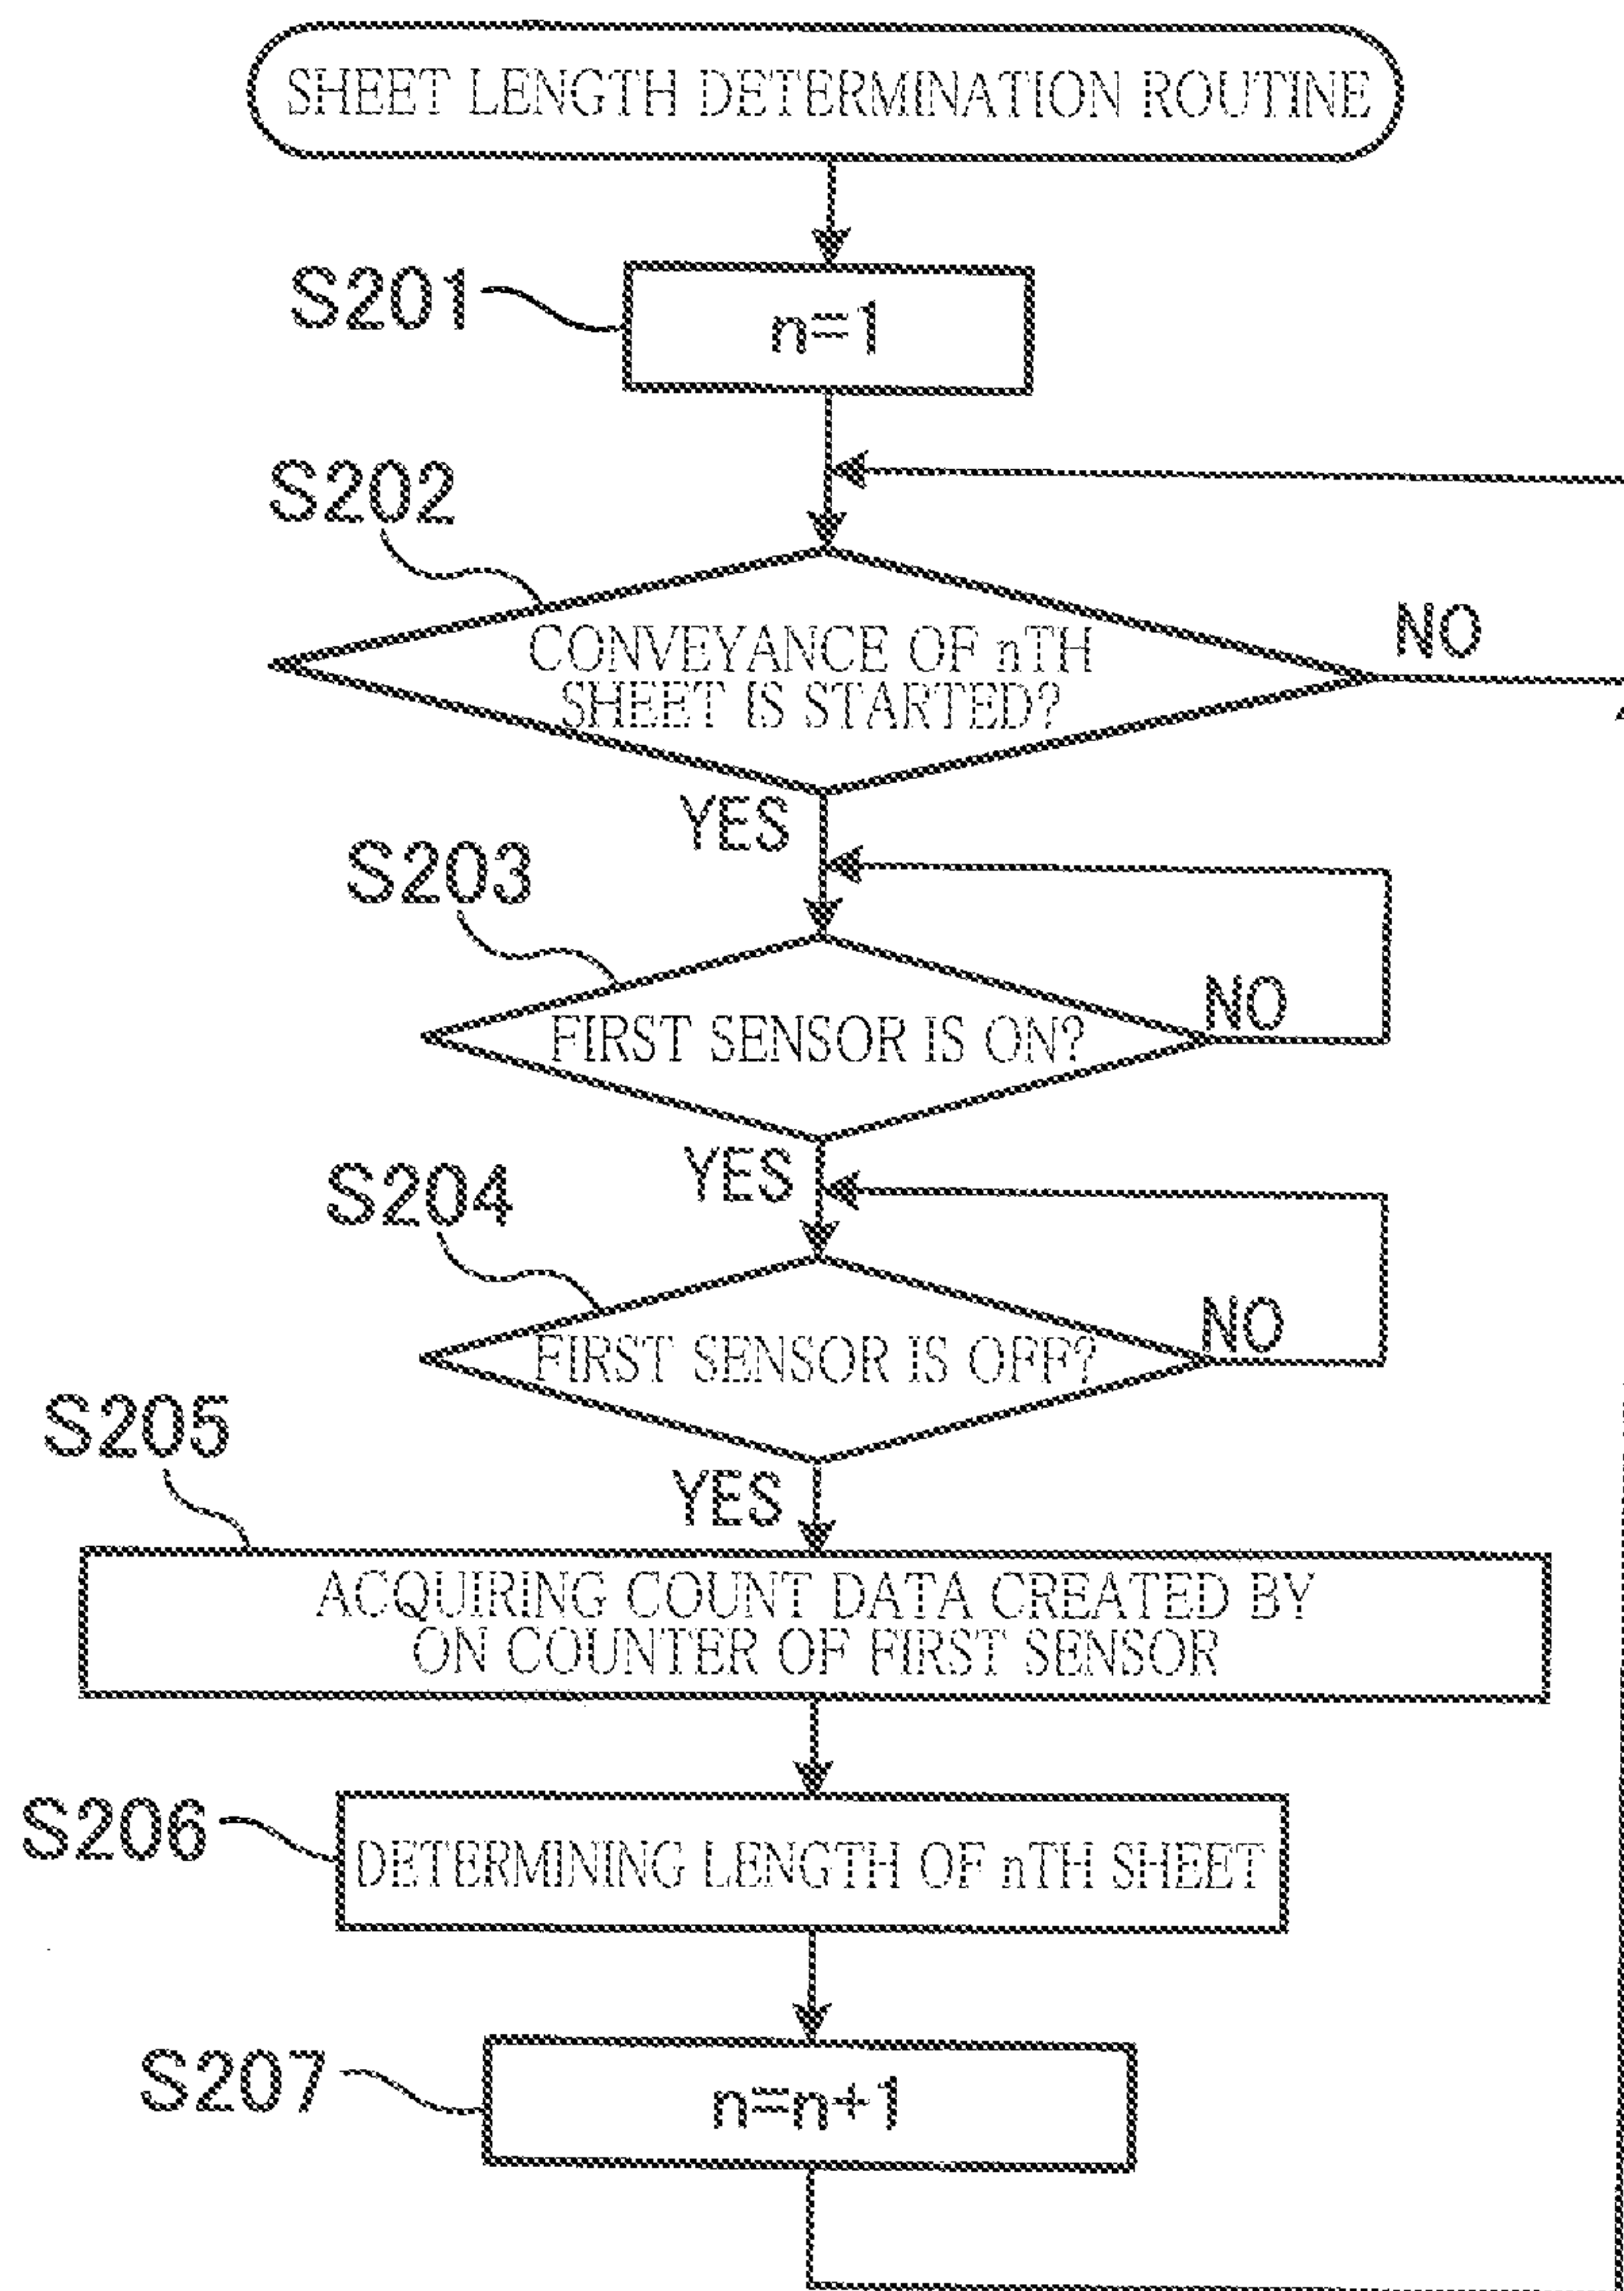 SHEET LENGTH DETERMINATION ROUTINE
S201
n=1
S202
CONVEYANCE OF nTH
SHEET IS STARTED?
NO
YES
S203
FIRST SENSOR IS ON?
NO
YES
S204
FIRST SENSOR IS OFF?
NO
YES
S205
ACQUIRING COUNT DATA CREATED BY
ON COUNTER OF FIRST SENSOR
S206
DETERMINING LENGTH OF nTH SHEET
S207
n=n+1